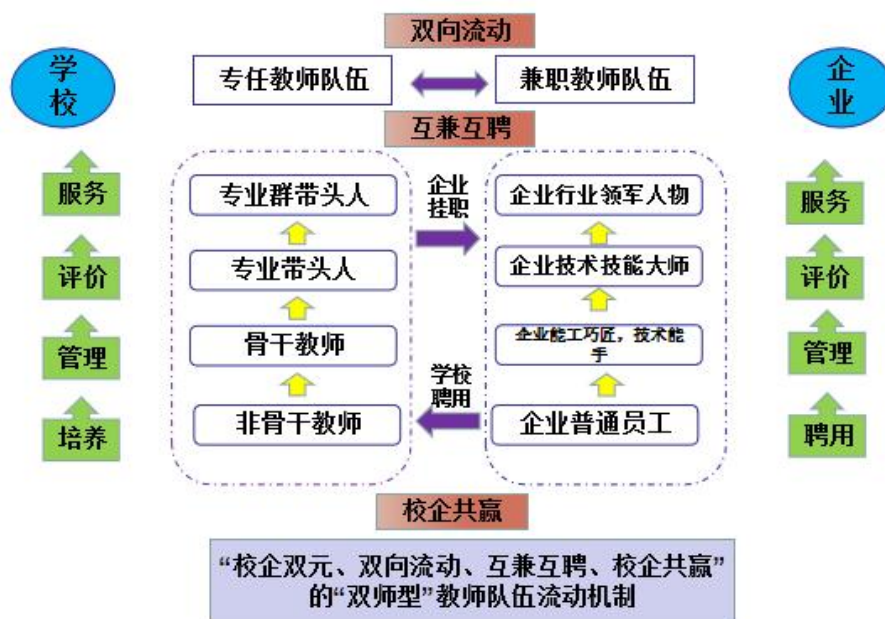 双向流动
学校
专任教师队伍
兼职教师队伍
企业
互兼互聘
服务
评价
管理
培养
专业群带头人
专业带头人
骨干教师
非骨干教师
企业
挂职
学校
聘用
企业行业领军人物
企业技术技能大师
企业能工巧匠，技术能
手
企业普通员工
服务
评价
管理
聘用
校企共赢
“校企双元、双向流动、互兼互聘、校企共赢”
的“双师型”教师队伍流动机制